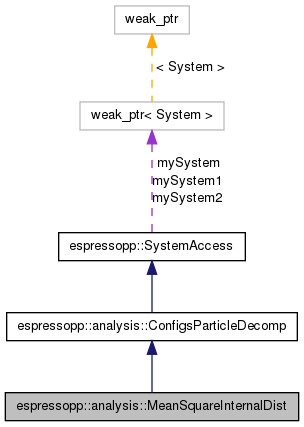 weak_ptr
< System >
weak_ptr< System >
mySystem
mySystem1
mySystem2
espressopp::SystemAccess
espressopp::analysis::ConfigsParticleDecomp
espressopp::analysis::MeanSquareInternalDist